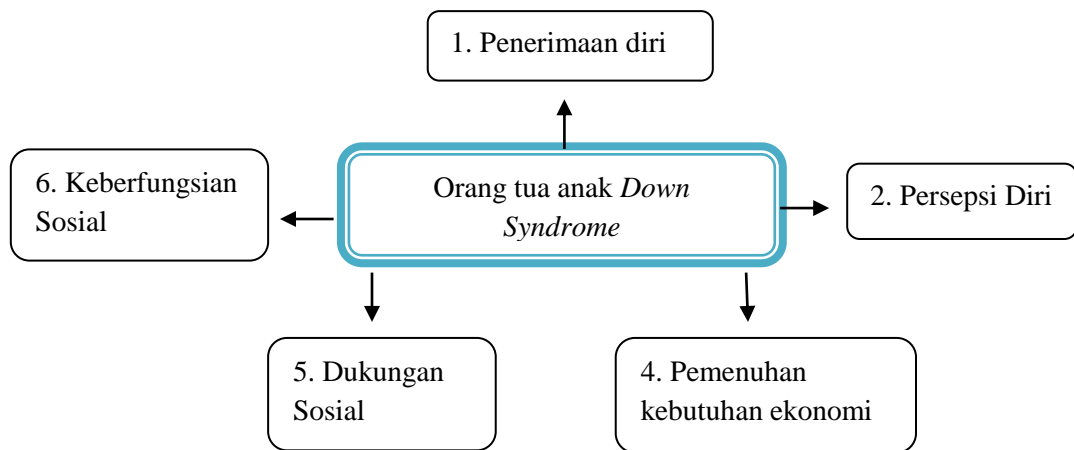 1. Penerimaan diri
6. Keberfungsian
Sosial
Orang tua anak Down
Syndrome
2. Persepsi Diri
5. Dukungan
Sosial
4. Pemenuhan
kebutuhan ekonomi